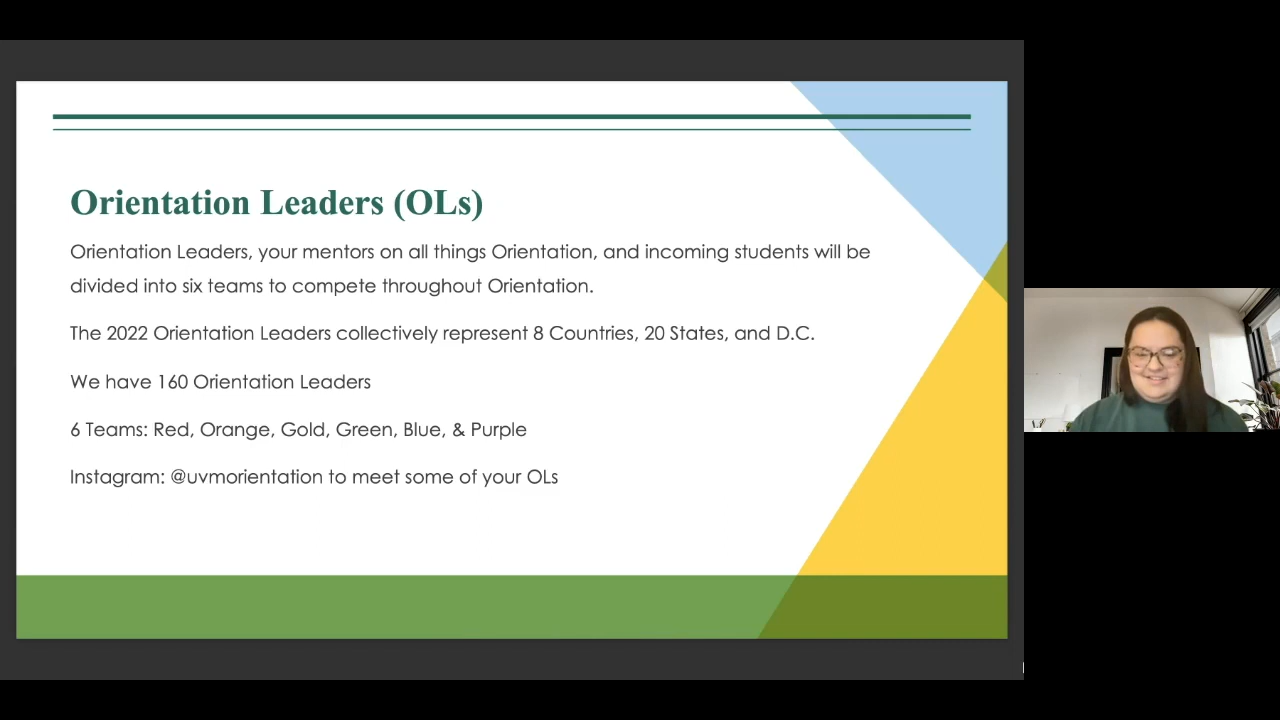 Orientation Leaders (OLs)
Orientation Leaders, your mentors on all things Orientation, and incoming students will be
divided into six teams to compete throughout Orientation.
The 2022 Orientation Leaders collectively represent 8 Countries, 20 States, and D.C.
We have 160 Orientation Leaders
6 Teams: Red, Orange, Gold, Green, Blue, & Purple
Instagram: @uvmorientation to meet some of your OLs